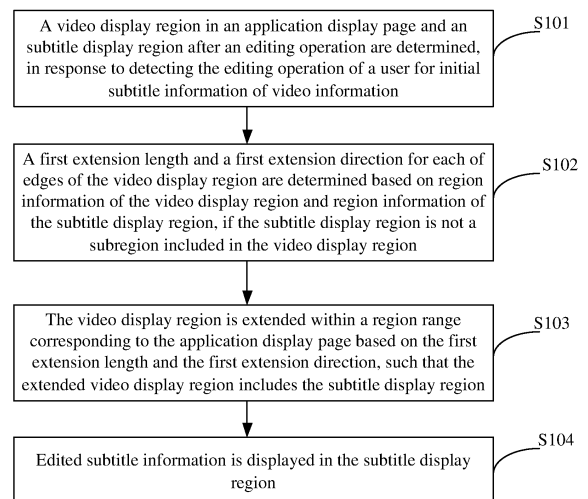 A video display region in an application display page and an
subtitle display region after an editing operation are determined,
in response to detecting the editing operation of a user for initial
subtitle information of video information
S101
A first extension length and a first extension direction for each of
edges of the video display region are determined based on region
information of the video display region and region information of
the subtitle display region, if the subtitle display region is not a
subregion included in the video display region
S102
The video display region is extended within a region range
corresponding to the application display page based on the first
extension length and the first extension direction, such that the
extended video display region includes the subtitle display region
S103
Edited subtitle information is displayed in the subtitle display
region
S104